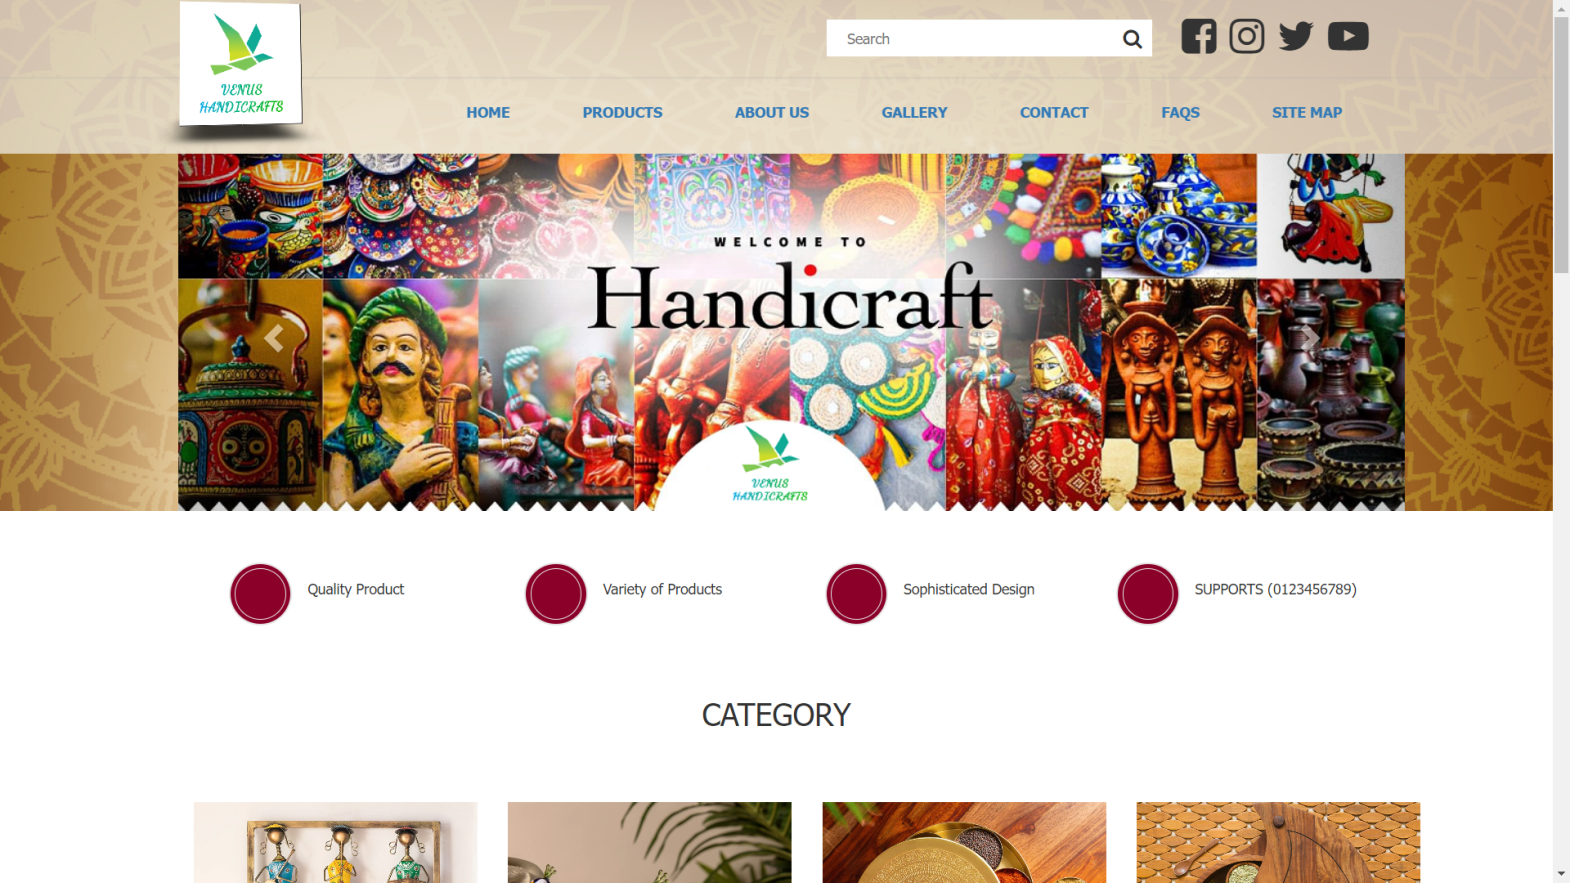 VENUS
HANDICRAFTS
Search
HOME
PRODUCTS
ABOUT US
GALLERY
CONTACT
FAQS
SITE MAP
WELCOME TO
Handicraft
VENUS
HANDICRAFTS
Quality Product
Variety of Products
Sophisticated Design
SUPPORTS (0123456789)
CATEGORY